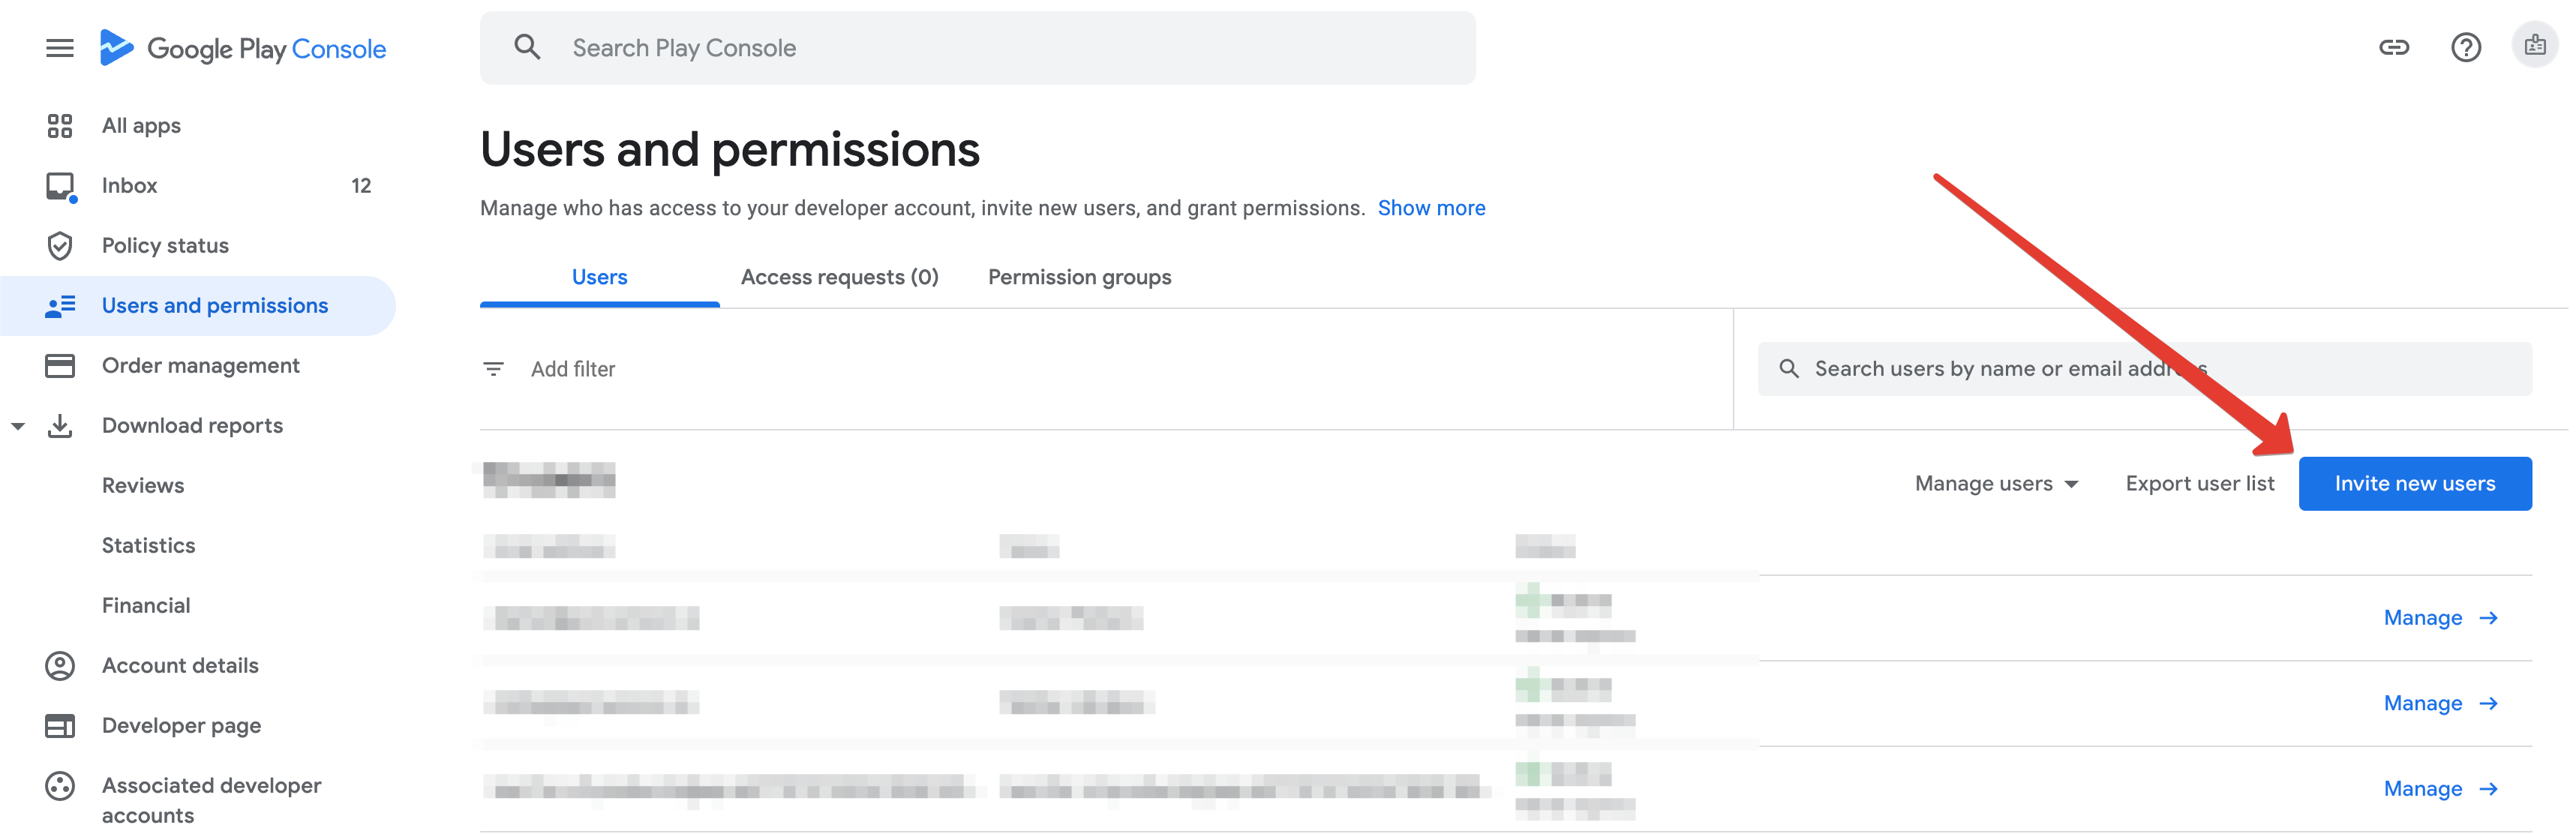 Google Play Console
Search Play Console
All apps
Inbox 12
Policy status
Users and permissions
Order management
Download reports
Reviews
Statistics
Financial
Account details
Developer page
Associated developer
accounts
Users and permissions
Manage who has access to your developer account, invite new users, and grant permissions. Show more
Users Access requests (0) Permission groups
Add filter
Search users by name or email address
Manage users Export user list Invite new users
Manage
Manage
Manage